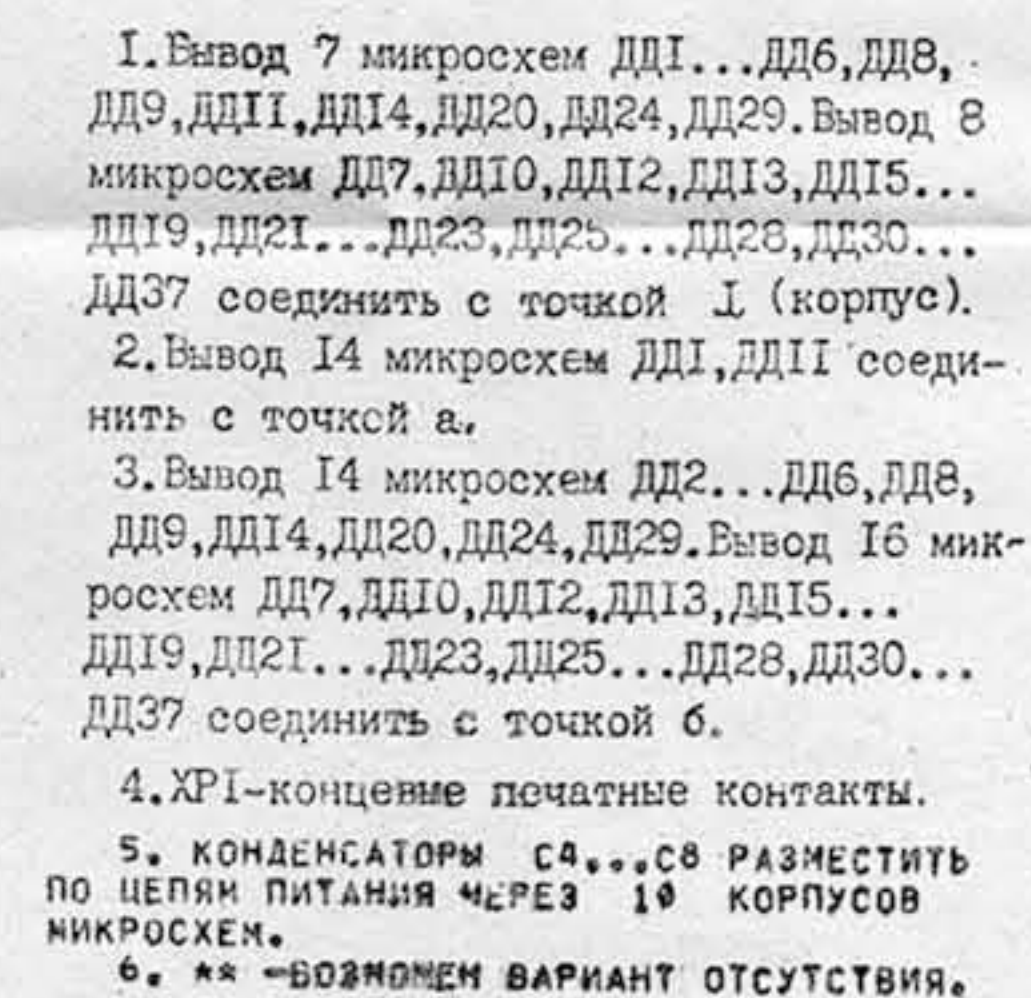 I.Вывод 7 микросхем ДДI...ДД6,ДД8,
ДД9,ДДII,ДДI4,ДД20,ДД24,ДД29.Вывод 8
микросхем ДД7,ДДI0,ДДI2,ДДI3,ДДI5...
ДДI9,ДД2I...ДД23,ДД25...ДД28,ДД30...
ДД37 соединить с точкой ⊥ (корпус).
2.Вывод I4 микросхем ДДI,ДДII соеди-
нить с точкой а.
3.Вывод I4 микросхем ДД2...ДД6,ДД8,
ДД9,ДДI4,ДД20,ДД24,ДД29.Вывод I6 мик-
росхем ДД7,ДДI0,ДДI2,ДДI3,ДДI5...
ДДI9,ДД2I...ДД23,ДД25...ДД28,ДД30...
ДД37 соединить с точкой б.
4.XPI-концевые печатные контакты.
5. КОНДЕНСАТОРЫ С4...С8 РАЗМЕСТИТЬ
ПО ЦЕПЯМ ПИТАНИЯ ЧЕРЕЗ 10 КОРПУСОВ
МИКРОСХЕМ.
6. ** -ВОЗМОЖЕН ВАРИАНТ ОТСУТСТВИЯ.